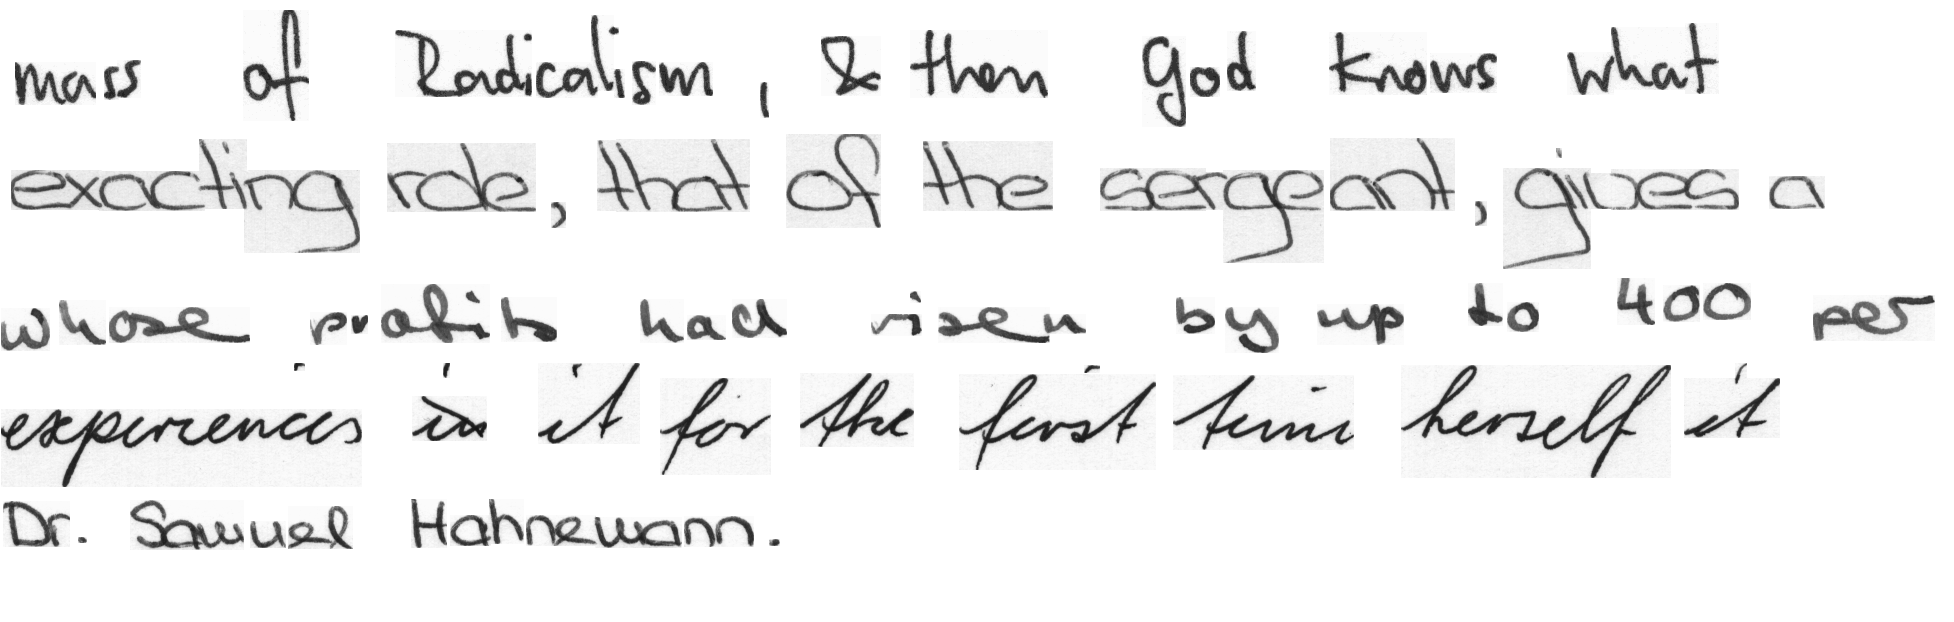 mass of Radicalism, & then God knows what
exacting role, that of the sergeant, gives a
whose profits had risen by up to 400 per
experiences in it for the first time herself it
Dr. Samuel Hahnemann.